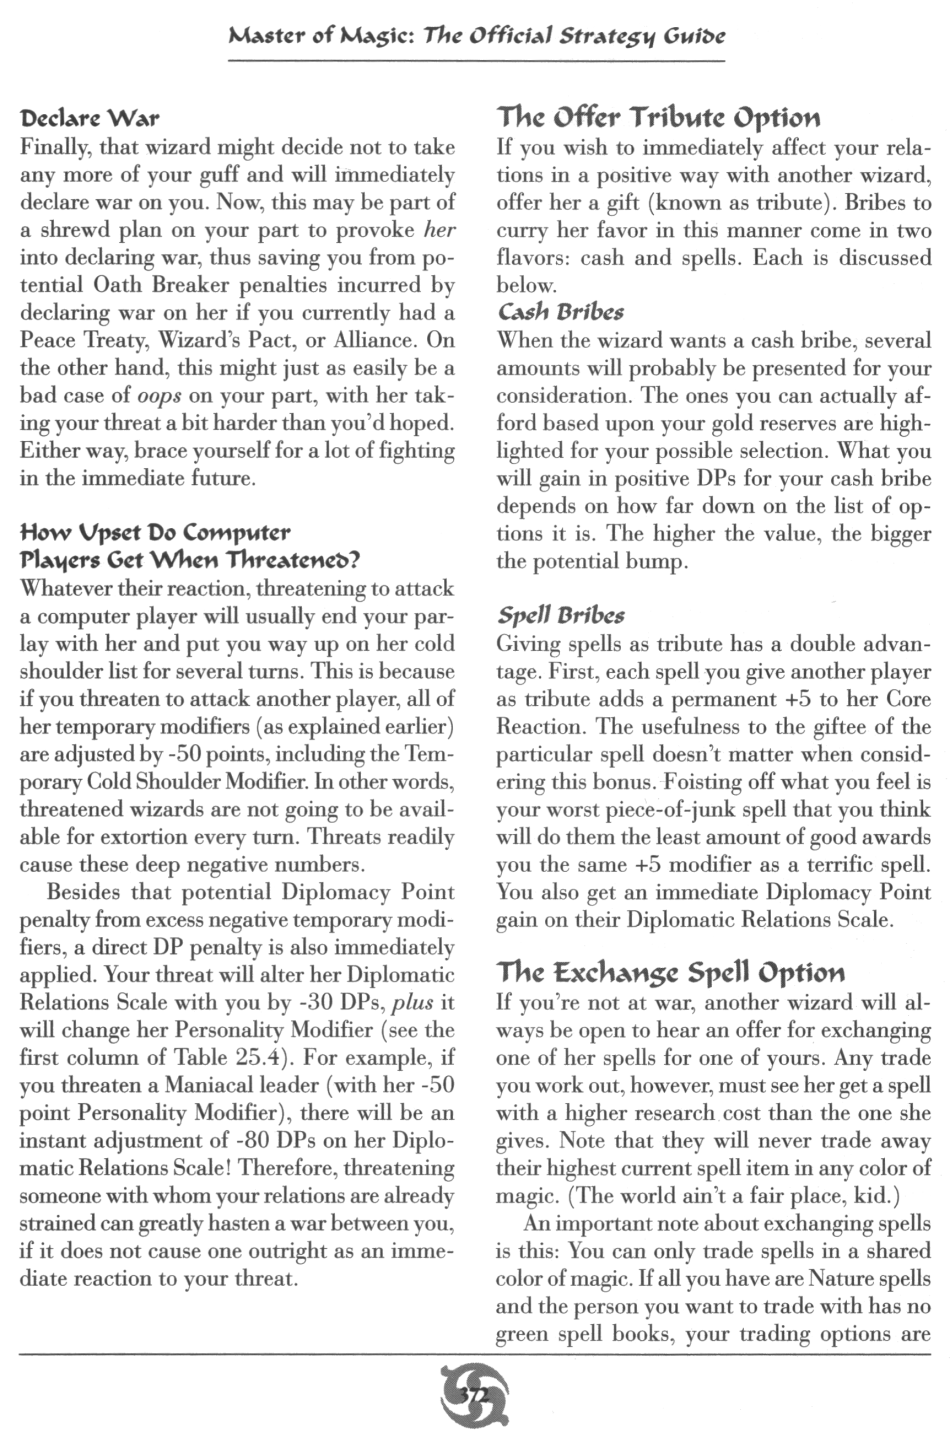 Master of Magic: The Official Strategy Guide
Declare War
Finally, that wizard might decide not to take
any more of your guff and will immediately
declare war on you. Now, this may be part of
a shrewd plan on your part to provoke her
into declaring war, thus saving you from po-
tential Oath Breaker penalties incurred by
declaring war on her if you currently had a
Peace Treaty, Wizard's Pact, or Alliance. On
the other hand, this might just as easily be a
bad case of oops on your part, with her tak-
ing your threat a bit harder than you'd hoped.
Either way, brace yourself for a lot of fighting
in the immediate future.
How Upset Do Computer
Players Get When Threatened?
Whatever their reaction, threatening to attack
a computer player will usually end your par-
lay with her and put you way up on her cold
shoulder list for several turns. This is because
if you threaten to attack another player, all of
her temporary modifiers (as explained earlier)
are adjusted by -50 points, including the Tem-
porary Cold Shoulder Modifier. In other words,
threatened wizards are not going to be avail-
able for extortion every turn. Threats readily
cause these deep negative numbers.
Besides that potential Diplomacy Point
penalty from excess negative temporary modi-
fiers, a direct DP penalty is also immediately
applied. Your threat will alter her Diplomatic
Relations Scale with you by -30 DPs, plus it
will change her Personality Modifier (see the
first column of Table 25.4). For example, if
you threaten a Maniacal leader (with her -50
point Personality Modifier), there will be an
instant adjustment of -80 DPs on her Diplo-
matic Relations Scale! Therefore, threatening
someone with whom your relations are already
strained can greatly hasten a war between you,
if it does not cause one outright as an imme-
diate reaction to your threat.
The Offer Tribute Option
If you wish to immediately affect your rela-
tions in a positive way with another wizard,
offer her a gift (known as tribute). Bribes to
curry her favor in this manner come in two
flavors: cash and spells. Each is discussed
below.
Cash Bribes
When the wizard wants a cash bribe, several
amounts will probably be presented for your
consideration. The ones you can actually af-
ford based upon your gold reserves are high-
lighted for your possible selection. What you
will gain in positive DPs for your cash bribe
depends on how far down on the list of op-
tions it is. The higher the value, the bigger
the potential bump.
Spell Bribes
Giving spells as tribute has a double advan-
tage. First, each spell you give another player
as tribute adds a permanent +5 to her Core
Reaction. The usefulness to the giftee of the
particular spell doesn't matter when consid-
ering this bonus. Foisting off what you feel is
your worst piece-of-junk spell that you think
will do them the least amount of good awards
you the same +5 modifier as a terrific spell.
You also get an immediate Diplomacy Point
gain on their Diplomatic Relations Scale.
The Exchange Spell Option
If you're not at war, another wizard will al-
ways be open to hear an offer for exchanging
one of her spells for one of yours. Any trade
you work out, however, must see her get a spell
with a higher research cost than the one she
gives. Note that they will never trade away
their highest current spell item in any color of
magic. (The world ain't a fair place, kid.)
An important note about exchanging spells
is this: You can only trade spells in a shared
color of magic. If all you have are Nature spells
and the person you want to trade with has no
green spell books, your trading options are
372